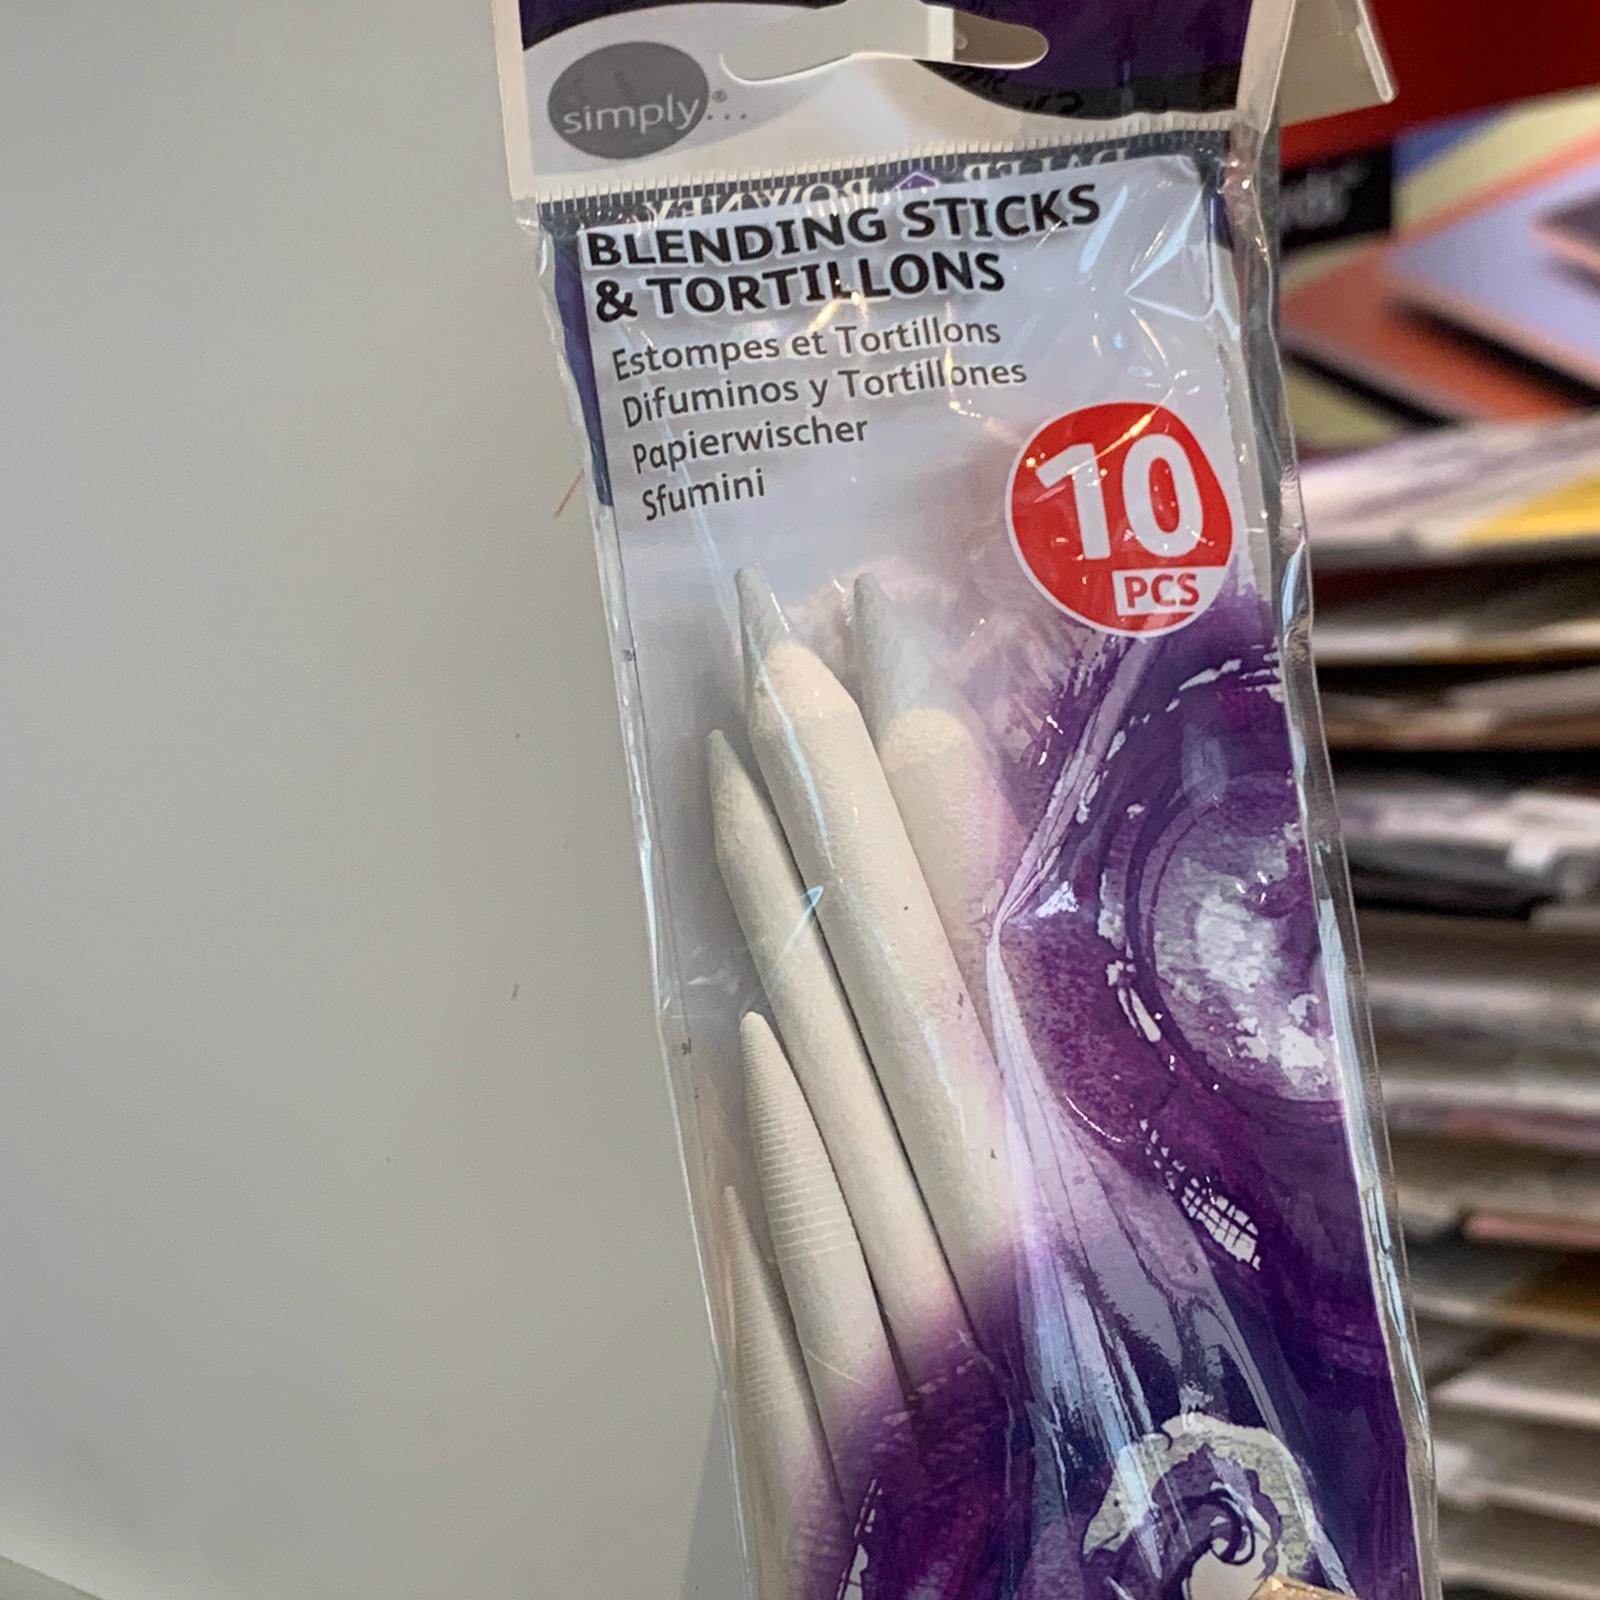 simply®...
BLENDING STICKS
& TORTILLONS
Estompes et Tortillons
Difuminos y Tortillones
Papierwischer
Sfumini
10
PCS